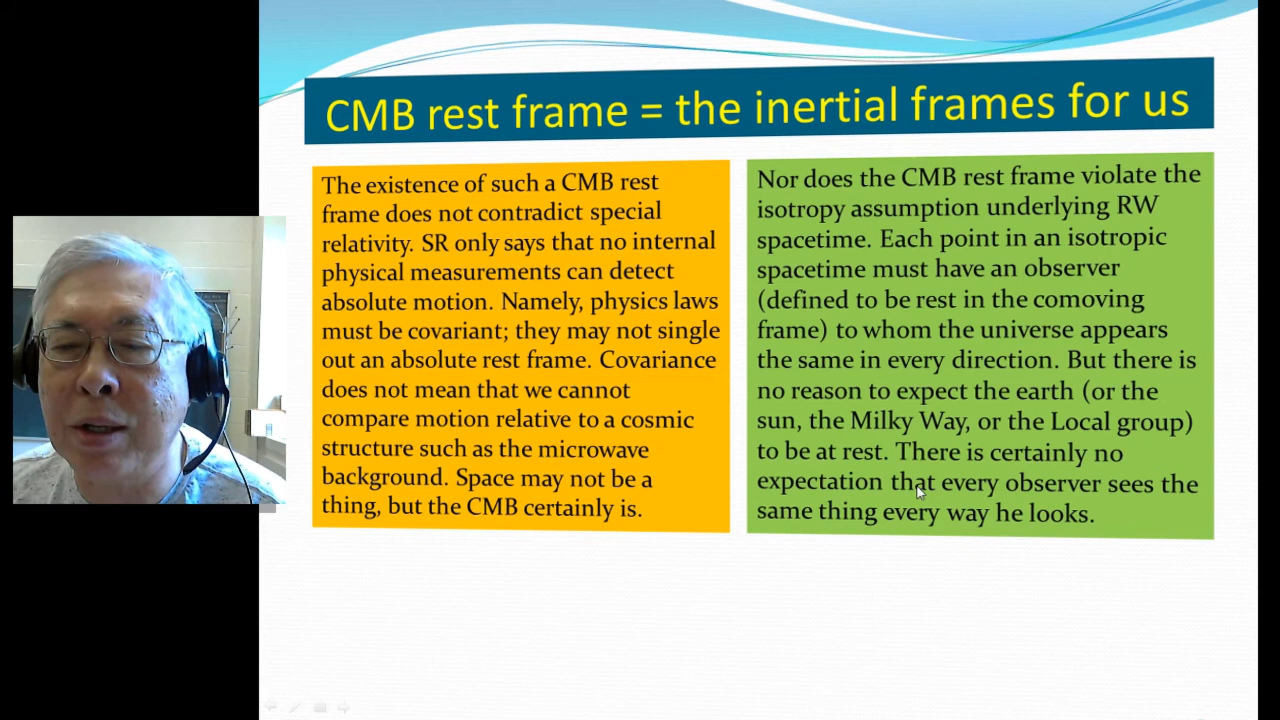 CMB rest frame = the inertial frames for us
The existence of such a CMB rest
frame does not contradict special
relativity. SR only says that no internal
physical measurements can detect
absolute motion. Namely, physics laws
must be covariant; they may not single
out an absolute rest frame. Covariance
does not mean that we cannot
compare motion relative to a cosmic
structure such as the microwave
background. Space may not be a
thing, but the CMB certainly is.
Nor does the CMB rest frame violate the
isotropy assumption underlying RW
spacetime. Each point in an isotropic
spacetime must have an observer
(defined to be rest in the comoving
frame) to whom the universe appears
the same in every direction. But there is
no reason to expect the earth (or the
sun, the Milky Way, or the Local group)
to be at rest. There is certainly no
expectation that every observer sees the
same thing every way he looks.